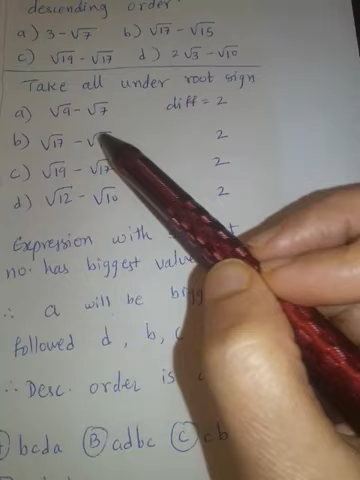 descending order
a) 3 - √7 b) √17 - √15
c) √19 - √17 d) 2√3 - √10
Take all under root sign
a) √9 - √7 diff = 2
b) √17 - 2
c) √19 - √17 2
d) √12 - √10 2
Expression with
no. has biggest
∴ a will be
followed d, b, c
∴ Desc. order is
bcda (B) adbc (C) cb